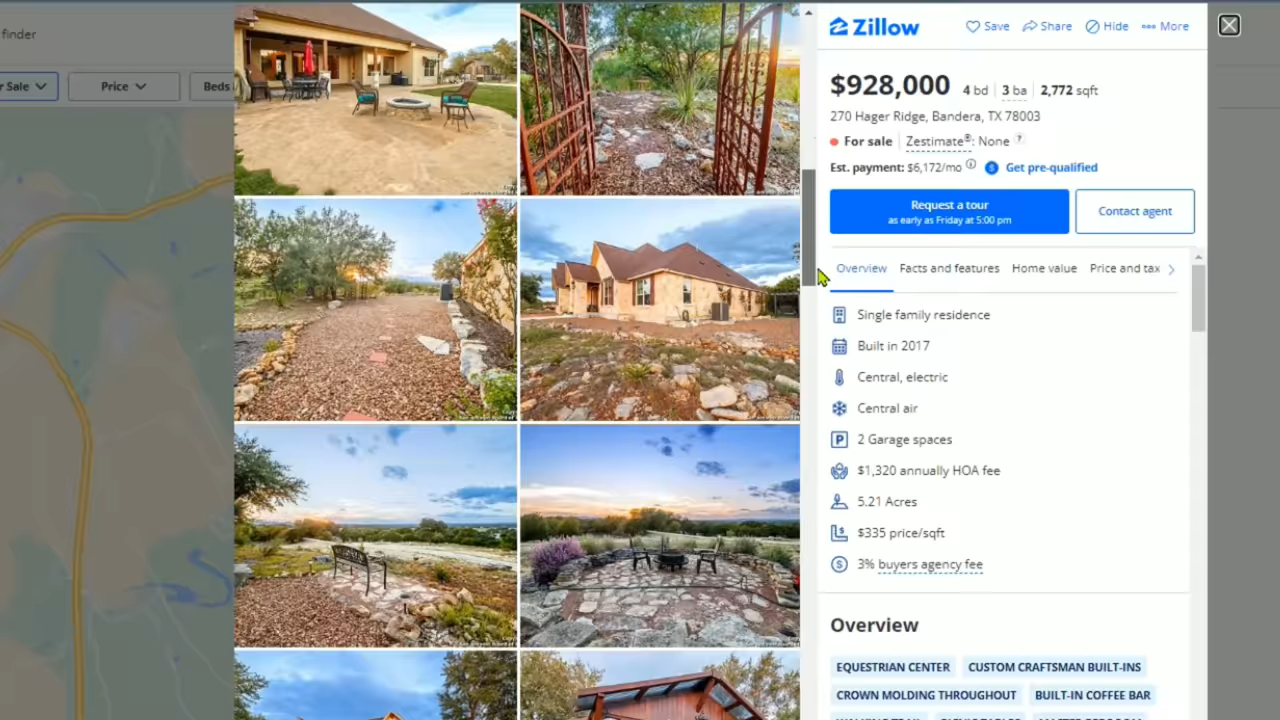 finder
r Sale
Price
Beds
Zillow
Save
Share
Hide
More
$928,000
4 bd
3 ba
2,772 sqft
270 Hager Ridge, Bandera, TX 78003
For sale
Zestimate®: None ?
Est. payment: $6,172/mo
$ Get pre-qualified
Request a tour
as early as Friday at 5:00 pm
Contact agent
Overview
Facts and features
Home value
Price and tax
Single family residence
Built in 2017
Central, electric
Central air
P 2 Garage spaces
$1,320 annually HOA fee
5.21 Acres
$335 price/sqft
3% buyers agency fee
Overview
EQUESTRIAN CENTER
CUSTOM CRAFTSMAN BUILT-INS
CROWN MOLDING THROUGHOUT
BUILT-IN COFFEE BAR